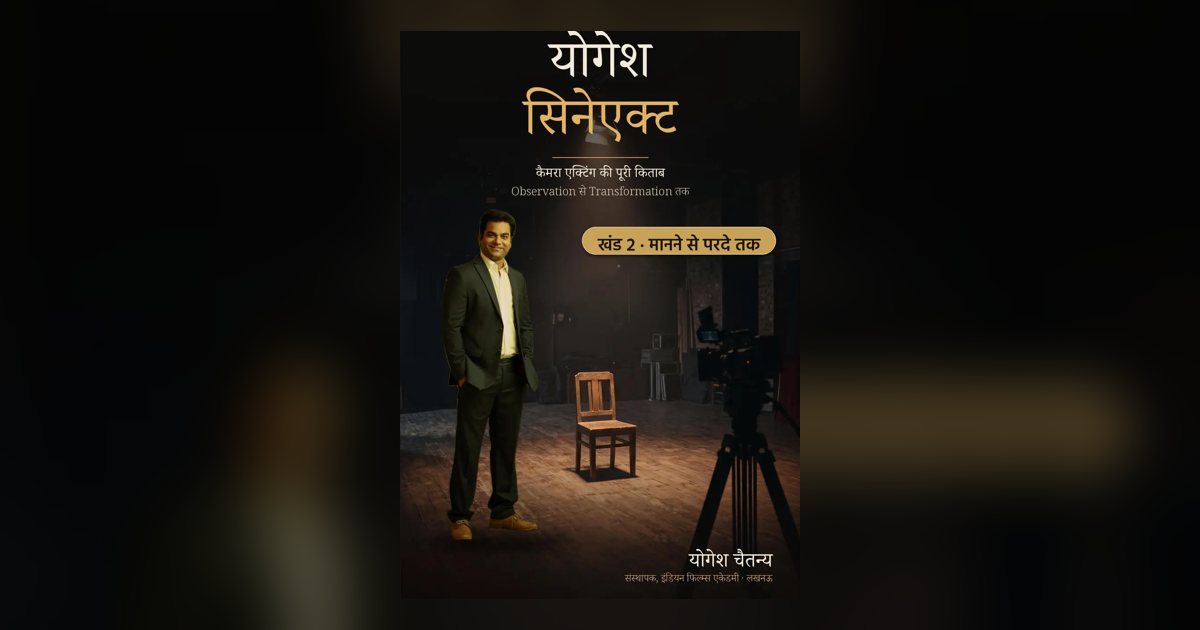 योगेश
सिनेएक्ट
कैमरा एक्टिंग की पूरी किताब
Observation से Transformation तक
खंड 2 · मानने से परदे तक
योगेश चैतन्य
संस्थापक, इंडियन फिल्म्स एकेडमी · लखनऊ